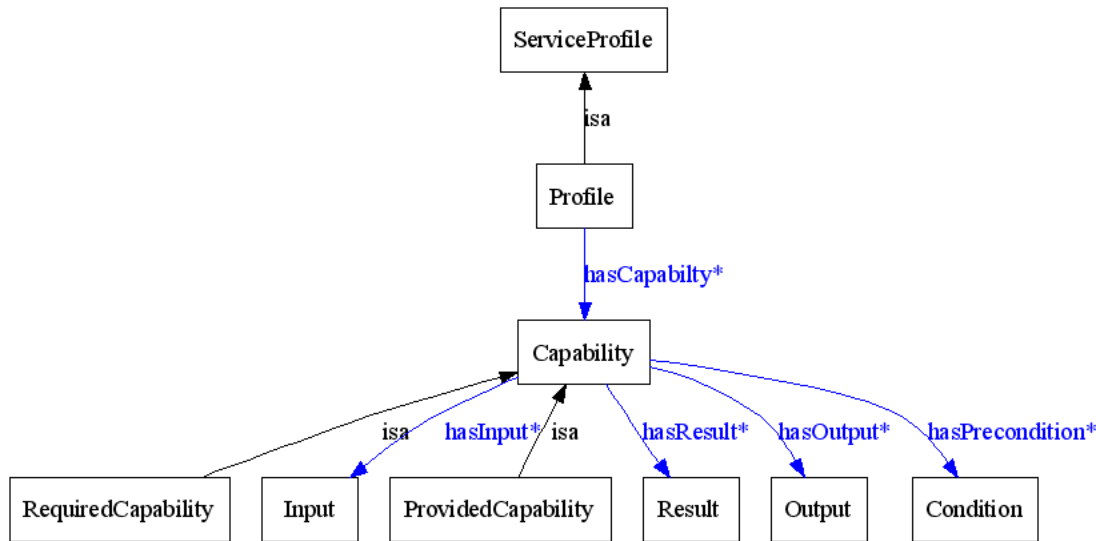 ServiceProfile
isa
Profile
hasCapabilty*
Capability
isa
hasInput*
isa
hasResult*
hasOutput*
hasPrecondition*
RequiredCapability
Input
ProvidedCapability
Result
Output
Condition